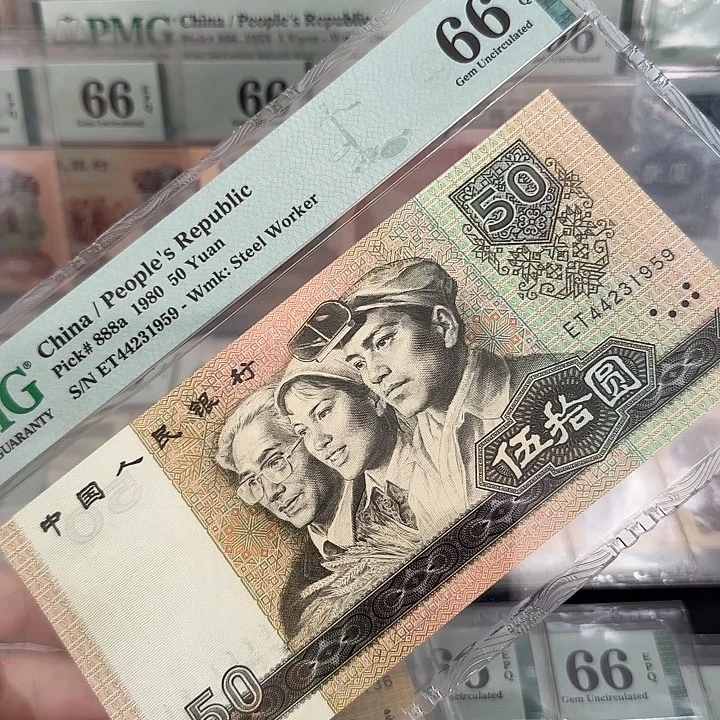 PMG
China / People's Republic
66
Gem Uncirculated
66
66
Q
Gem Uncirculated
China / People's Republic
Pick# 888a 1980 50 Yuan
S/N ET44231959 - Wmk: Steel Worker
GUARANTY
50
ET44231959
中国人民银行
伍拾圆
50
66
EPQ
Gem Uncirculated